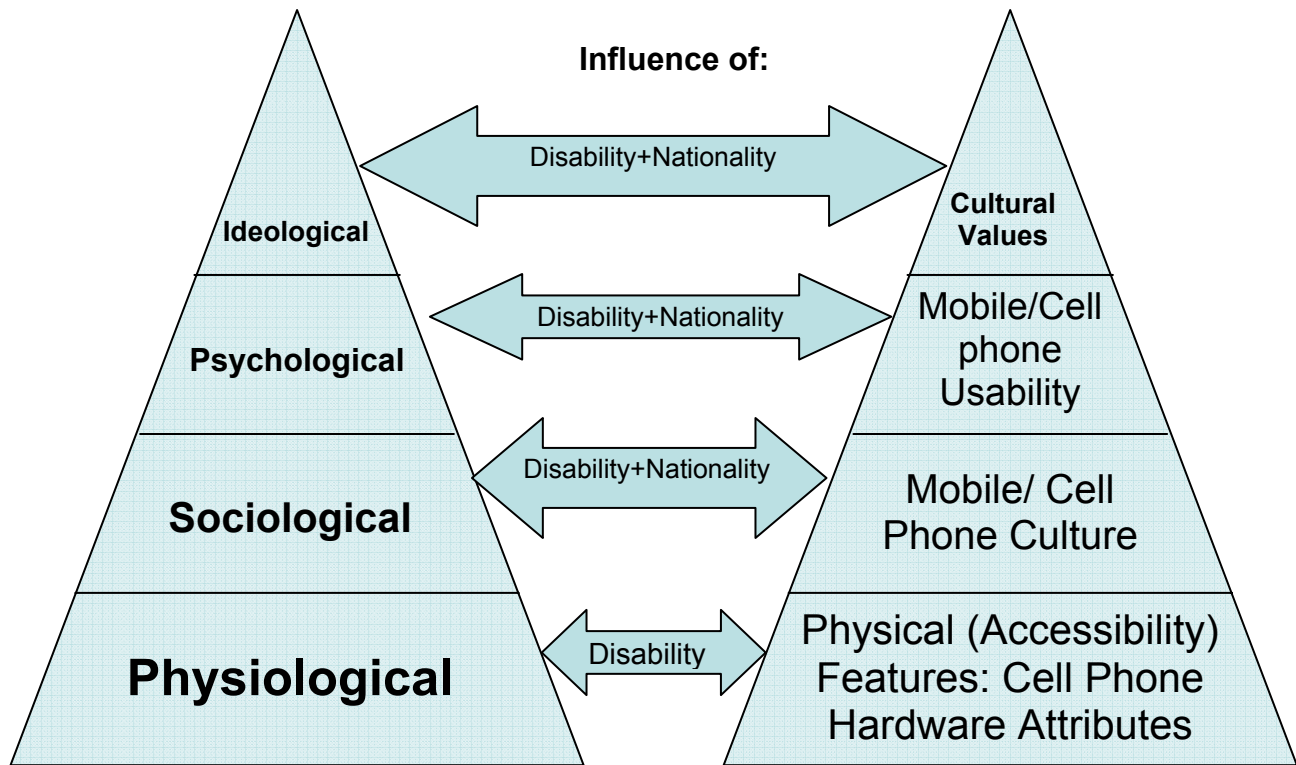 Influence of:
Disability+Nationality
Ideological
Cultural
Values
Disability+Nationality
Psychological
Mobile/Cell
phone
Usability
Disability+Nationality
Sociological
Mobile/ Cell
Phone Culture
Disability
Physiological
Physical (Accessibility)
Features: Cell Phone
Hardware Attributes